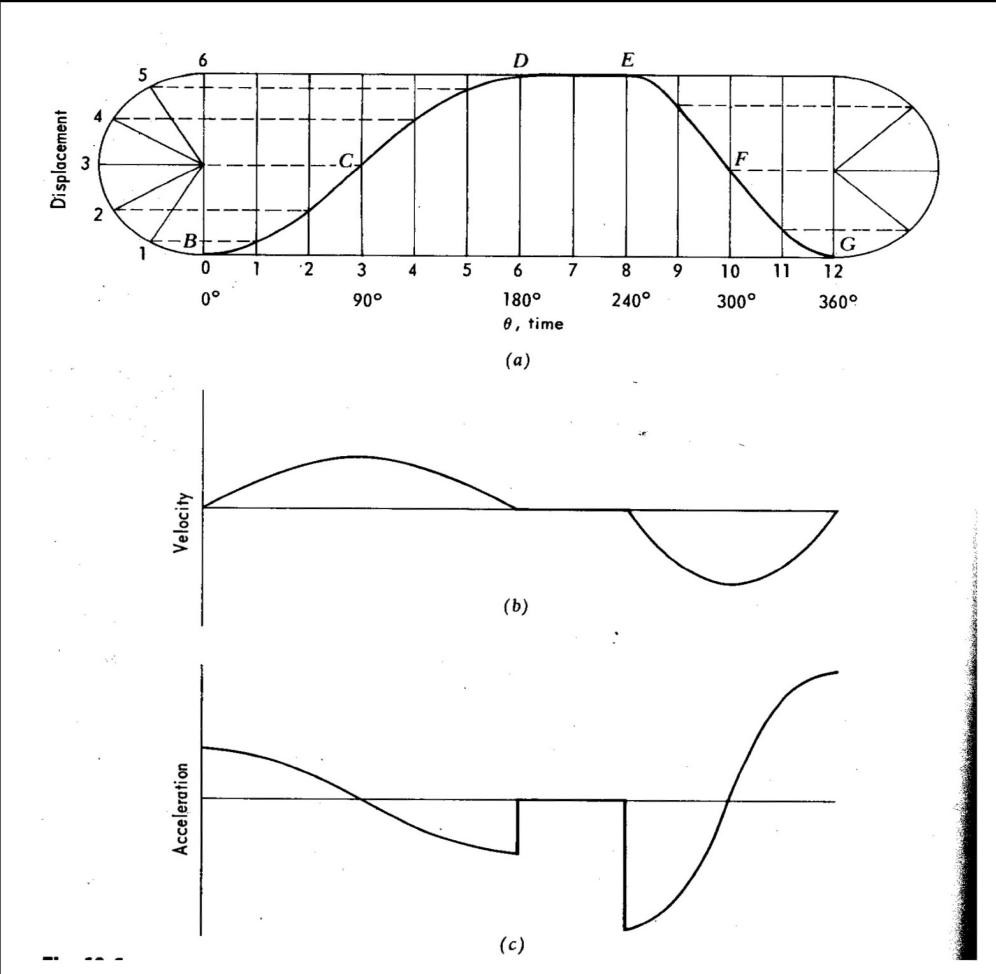 6 D E
5
4
Displacement
3 C F
2
B G
1
0 1 2 3 4 5 6 7 8 9 10 11 12
0° 90° 180° 240° 300° 360°
θ, time
(a)
Velocity
(b)
Acceleration
(c)